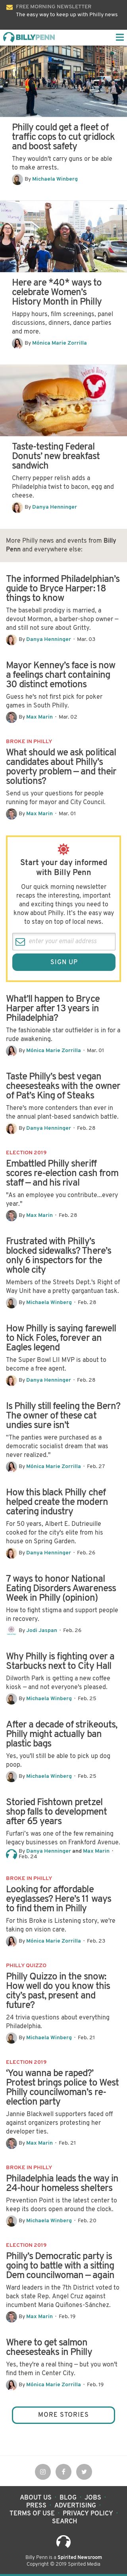 FREE MORNING NEWSLETTER
The easy way to keep up with Philly news
BILLYPENN
Philly could get a fleet of
traffic cops to cut gridlock
and boost safety
They wouldn't carry guns or be able
to make arrests.
By Michaela Winberg
Here are *40* ways to
celebrate Women's
History Month in Philly
Happy hours, film screenings, panel
discussions, dinners, dance parties
and more.
By Mónica Marie Zorrilla
Taste-testing Federal
Donuts' new breakfast
sandwich
Cherry pepper relish adds a
Philadelphia twist to bacon, egg and
cheese.
By Danya Henninger
More Philly news and events from Billy
Penn and everywhere else:
The informed Philadelphian's
guide to Bryce Harper: 18
things to know
The baseball prodigy is married, a
devout Mormon, a barber-shop owner —
and still not sure about Gritty.
By Danya Henninger · Mar. 03
Mayor Kenney's face is now
a feelings chart containing
30 distinct emotions
Guess he's not first pick for poker
games in South Philly.
By Max Marin · Mar. 02
BROKE IN PHILLY
What should we ask political
candidates about Philly's
poverty problem — and their
solutions?
Send us your questions for people
running for mayor and City Council.
By Max Marin · Mar. 01
Start your day informed
with Billy Penn
Our quick morning newsletter
recaps the interesting, important
and exciting things you need to
know about Philly. It's the easy way
to stay on top of local news.
enter your email address
SIGN UP
What'll happen to Bryce
Harper after 13 years in
Philadelphia?
The fashionable star outfielder is in for a
rude awakening.
By Mónica Marie Zorrilla · Mar. 01
Taste Philly's best vegan
cheesesteaks with the owner
of Pat's King of Steaks
There's more contenders than ever in
the annual plant-based sandwich battle.
By Danya Henninger · Feb. 28
ELECTION 2019
Embattled Philly sheriff
scores re-election cash from
staff — and his rival
"As an employee you contribute...every
year."
By Max Marin · Feb. 28
Frustrated with Philly's
blocked sidewalks? There's
only 6 inspectors for the
whole city
Members of the Streets Dept.'s Right of
Way Unit have a pretty gargantuan task.
By Michaela Winberg · Feb. 28
How Philly is saying farewell
to Nick Foles, forever an
Eagles legend
The Super Bowl LII MVP is about to
become a free agent.
By Danya Henninger · Feb. 28
Is Philly still feeling the Bern?
The owner of these cat
undies sure isn't
"The panties were purchased as a
democratic socialist dream that was
never realized."
By Mónica Marie Zorrilla · Feb. 27
How this black Philly chef
helped create the modern
catering industry
For 50 years, Albert E. Dutrieuille
cooked for the city's elite from his
house on Spring Garden.
By Danya Henninger · Feb. 26
7 ways to honor National
Eating Disorders Awareness
Week in Philly (opinion)
How to fight stigma and support people
in recovery.
By Jodi Jaspan · Feb. 26
Why Philly is fighting over a
Starbucks next to City Hall
Dilworth Park is getting a new coffee
kiosk — and not everyone's pleased.
By Michaela Winberg · Feb. 25
After a decade of strikeouts,
Philly might actually ban
plastic bags
Yes, you'll still be able to pick up dog
poop.
By Michaela Winberg · Feb. 25
Storied Fishtown pretzel
shop falls to development
after 65 years
Furfari's was one of the few remaining
legacy businesses on Frankford Avenue.
By Danya Henninger and Max Marin ·
Feb. 24
BROKE IN PHILLY
Looking for affordable
eyeglasses? Here's 11 ways
to find them in Philly
For this Broke is Listening story, we're
taking on vision care.
By Mónica Marie Zorrilla · Feb. 23
PHILLY QUIZZO
Philly Quizzo in the snow:
How well do you know this
city's past, present and
future?
24 trivia questions about everything
Philadelphia.
By Michaela Winberg · Feb. 21
ELECTION 2019
'You wanna be raped?'
Protest brings police to West
Philly councilwoman's re-
election party
Jannie Blackwell supporters faced off
against organizers protesting her
development ties.
By Max Marin · Feb. 21
BROKE IN PHILLY
Philadelphia leads the way in
24-hour homeless shelters
Prevention Point is the latest center to
keep its doors open around the clock.
By Michaela Winberg · Feb. 20
ELECTION 2019
Philly's Democratic party is
going to battle with a sitting
Dem councilwoman — again
Ward leaders in the 7th District voted to
back state Rep. Angel Cruz against
incumbent Maria Quiñones-Sánchez.
By Max Marin · Feb. 19
Where to get salmon
cheesesteaks in Philly
Yes, they're a real thing — but you won't
find them in Center City.
By Mónica Marie Zorrilla · Feb. 19
MORE STORIES
ABOUT US BLOG JOBS
PRESS ADVERTISING
TERMS OF USE PRIVACY POLICY
SEARCH
Billy Penn is a Spirited Newsroom
Copyright © 2019 Spirited Media